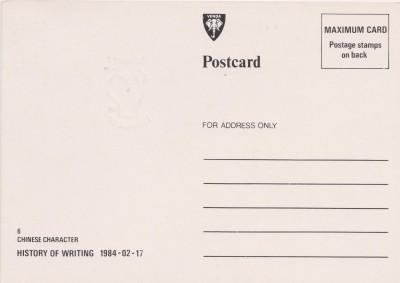 VENDA
Postcard
MAXIMUM CARD
Postage stamps
on back
FOR ADDRESS ONLY
6
CHINESE CHARACTER
HISTORY OF WRITING 1984-02-17